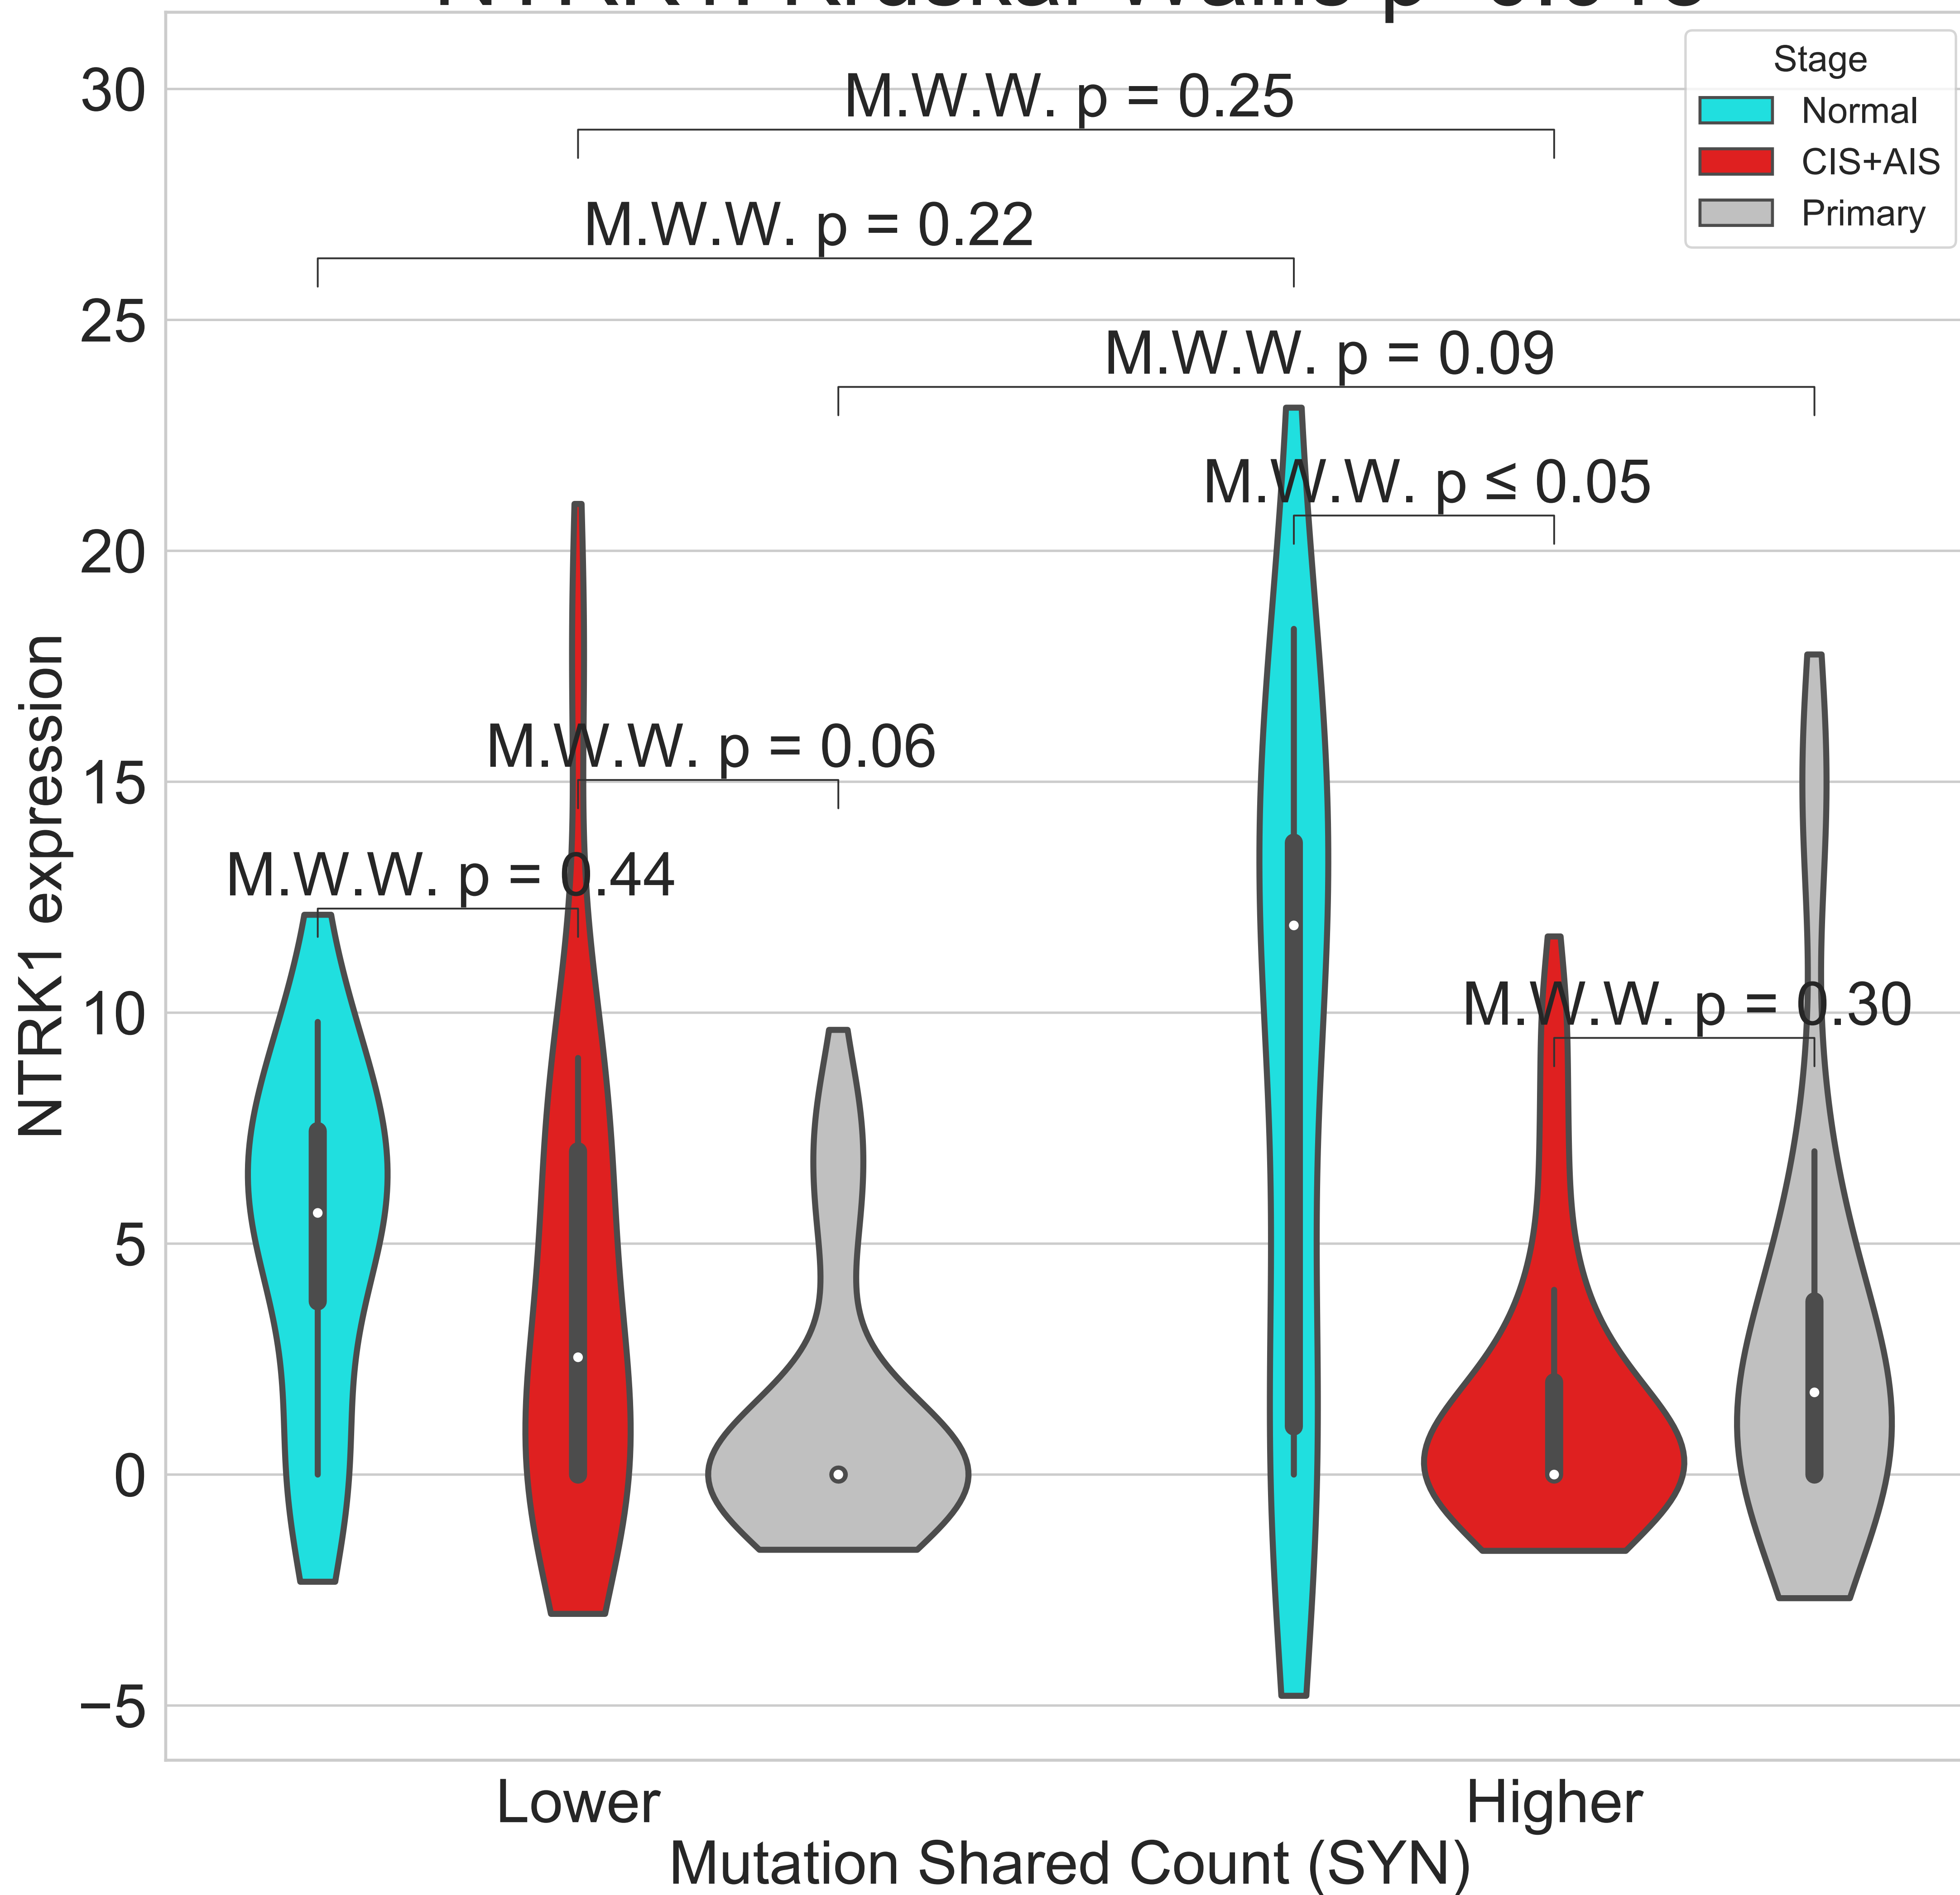 Stage
Normal
CIS+AIS
Primary
M.W.W. p = 0.25
M.W.W. p = 0.22
M.W.W. p = 0.09
M.W.W. p ≤ 0.05
M.W.W. p = 0.06
M.W.W. p = 0.44
M.W.W. p = 0.30
30
25
20
15
10
5
0
−5
NTRK1 expression
Lower
Higher
Mutation Shared Count (SYN)